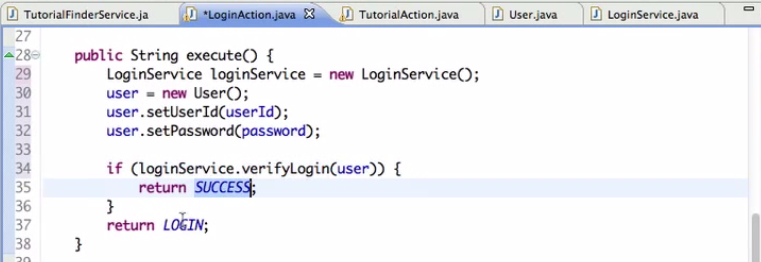 TutorialFinderService.ja *LoginAction.java TutorialAction.java User.java LoginService.java
27
28 public String execute() {
29 LoginService loginService = new LoginService();
30 user = new User();
31 user.setUserId(userId);
32 user.setPassword(password);
33
34 if (loginService.verifyLogin(user)) {
35 return SUCCESS;
36 }
37 return LOGIN;
38 }
39